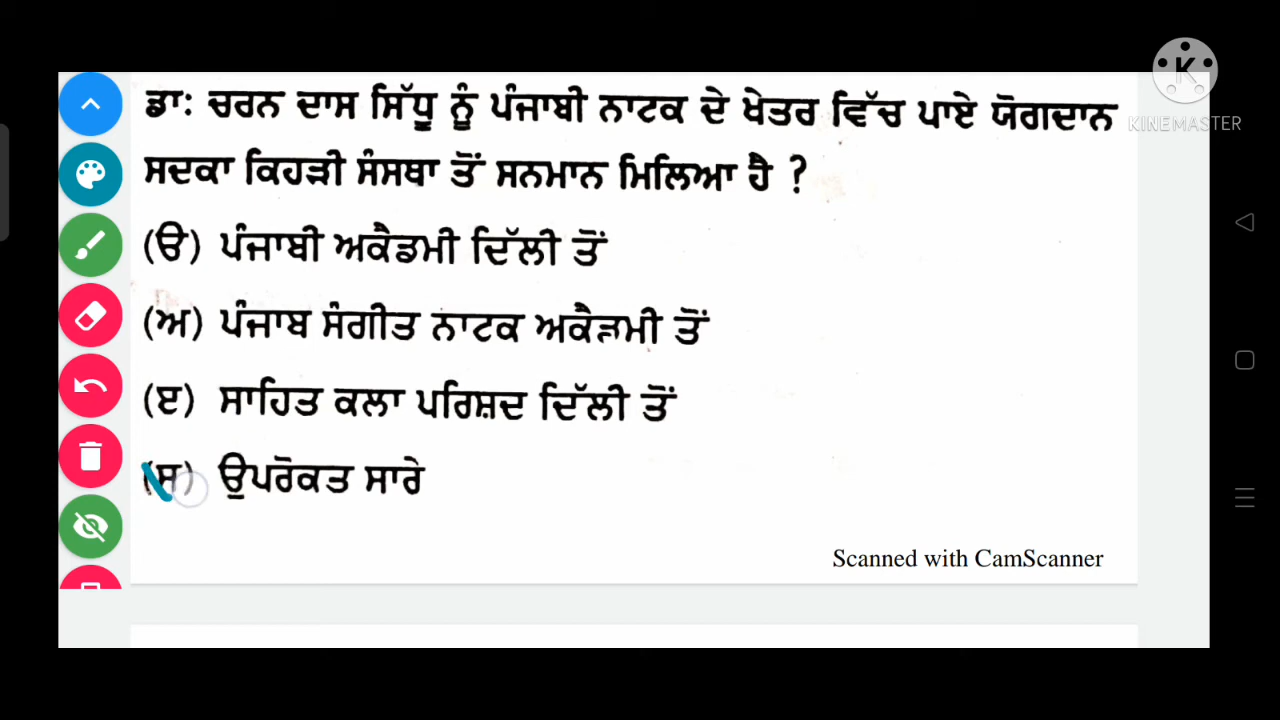 ਡਾ: ਚਰਨ ਦਾਸ ਸਿੱਧੂ ਨੂੰ ਪੰਜਾਬੀ ਨਾਟਕ ਦੇ ਖੇਤਰ ਵਿੱਚ ਪਾਏ ਯੋਗਦਾਨ
ਸਦਕਾ ਕਿਹੜੀ ਸੰਸਥਾ ਤੋਂ ਸਨਮਾਨ ਮਿਲਿਆ ਹੈ ?
(ੳ) ਪੰਜਾਬੀ ਅਕੈਡਮੀ ਦਿੱਲੀ ਤੋਂ
(ਅ) ਪੰਜਾਬ ਸੰਗੀਤ ਨਾਟਕ ਅਕੈਡਮੀ ਤੋਂ
(ੲ) ਸਾਹਿਤ ਕਲਾ ਪਰਿਸ਼ਦ ਦਿੱਲੀ ਤੋਂ
(ਸ) ਉਪਰੋਕਤ ਸਾਰੇ
Scanned with CamScanner
K
KINEMASTER